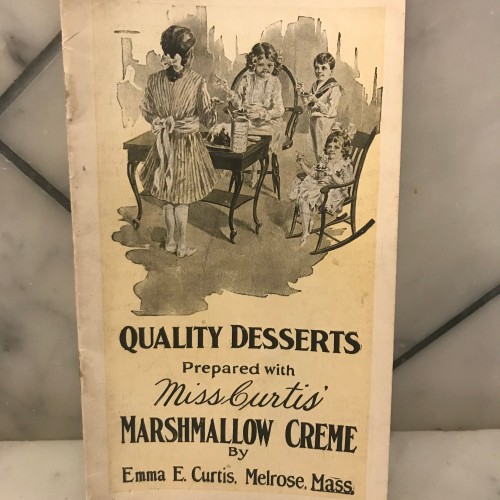 QUALITY DESSERTS
Prepared with
Miss Curtis'
MARSHMALLOW CREME
By
Emma E. Curtis, Melrose, Mass.